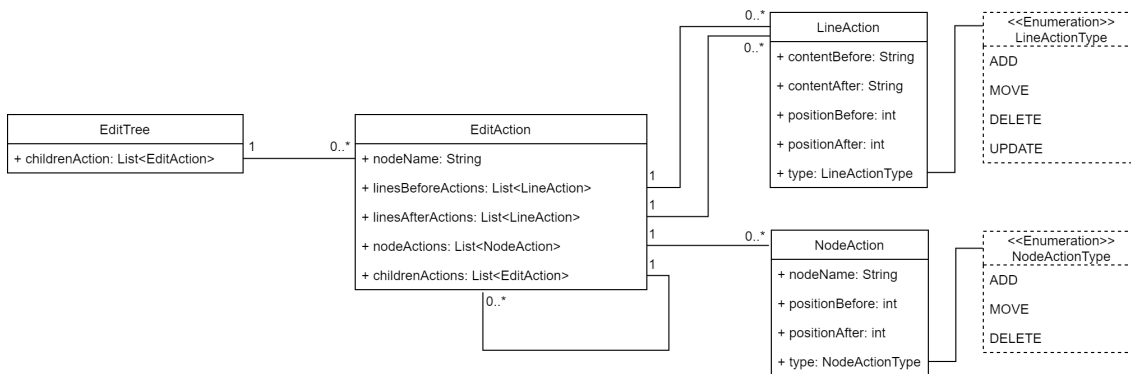 EditTree
+ childrenAction: List<EditAction>
1
0..*
EditAction
+ nodeName: String
+ linesBeforeActions: List<LineAction>
+ linesAfterActions: List<LineAction>
+ nodeActions: List<NodeAction>
+ childrenActions: List<EditAction>
1
1
1
1
0..*
0..*
0..*
LineAction
+ contentBefore: String
+ contentAfter: String
+ positionBefore: int
+ positionAfter: int
+ type: LineActionType
<<Enumeration>>
LineActionType
ADD
MOVE
DELETE
UPDATE
0..*
NodeAction
+ nodeName: String
+ positionBefore: int
+ positionAfter: int
+ type: NodeActionType
<<Enumeration>>
NodeActionType
ADD
MOVE
DELETE